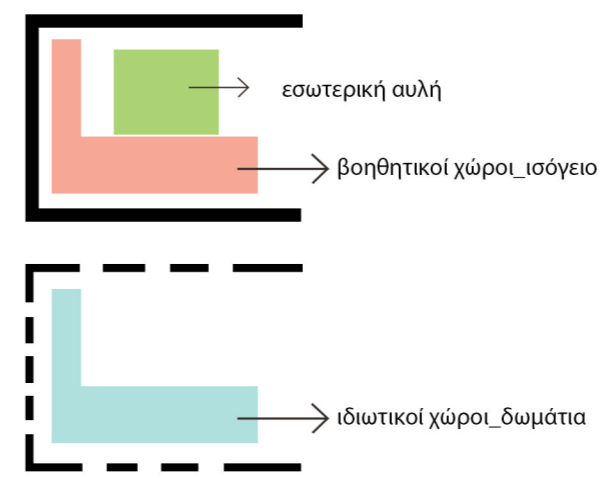 εσωτερική αυλή
βοηθητικοί χώροι_ισόγειο
ιδιωτικοί χώροι_δωμάτια